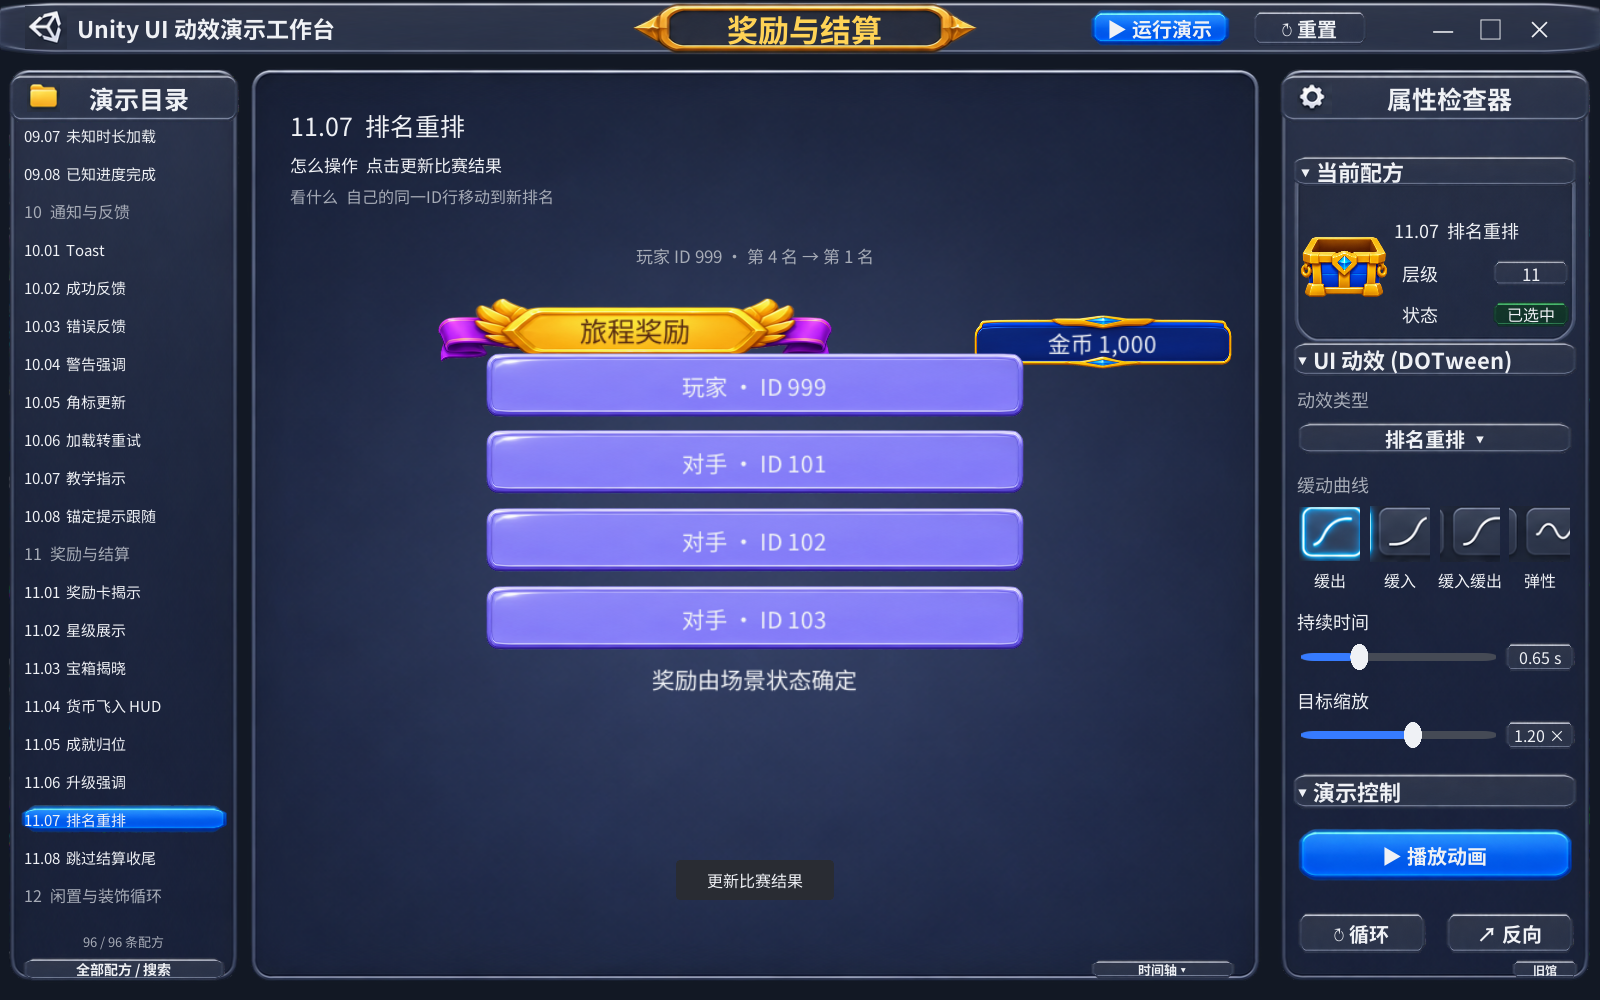 Unity UI 动效演示工作台
奖励与结算
▶ 运行演示
↻ 重置
演示目录
09.07 未知时长加载
09.08 已知进度完成
10 通知与反馈
10.01 Toast
10.02 成功反馈
10.03 错误反馈
10.04 警告强调
10.05 角标更新
10.06 加载转重试
10.07 教学指示
10.08 锚定提示跟随
11 奖励与结算
11.01 奖励卡揭示
11.02 星级展示
11.03 宝箱揭晓
11.04 货币飞入 HUD
11.05 成就归位
11.06 升级强调
11.07 排名重排
11.08 跳过结算收尾
12 闲置与装饰循环
96 / 96 条配方
全部配方 / 搜索
11.07 排名重排
怎么操作 点击更新比赛结果
看什么 自己的同一ID行移动到新排名
玩家 ID 999 · 第 4 名 → 第 1 名
旅程奖励
金币 1,000
玩家 · ID 999
对手 · ID 101
对手 · ID 102
对手 · ID 103
奖励由场景状态确定
更新比赛结果
时间轴 ▾
属性检查器
▾ 当前配方
11.07 排名重排
层级 11
状态 已选中
▾ UI 动效 (DOTween)
动效类型
排名重排 ▾
缓动曲线
缓出 缓入 缓入缓出 弹性
持续时间
0.65 s
目标缩放
1.20 ×
▾ 演示控制
▶ 播放动画
↻ 循环
↗ 反向
旧馆